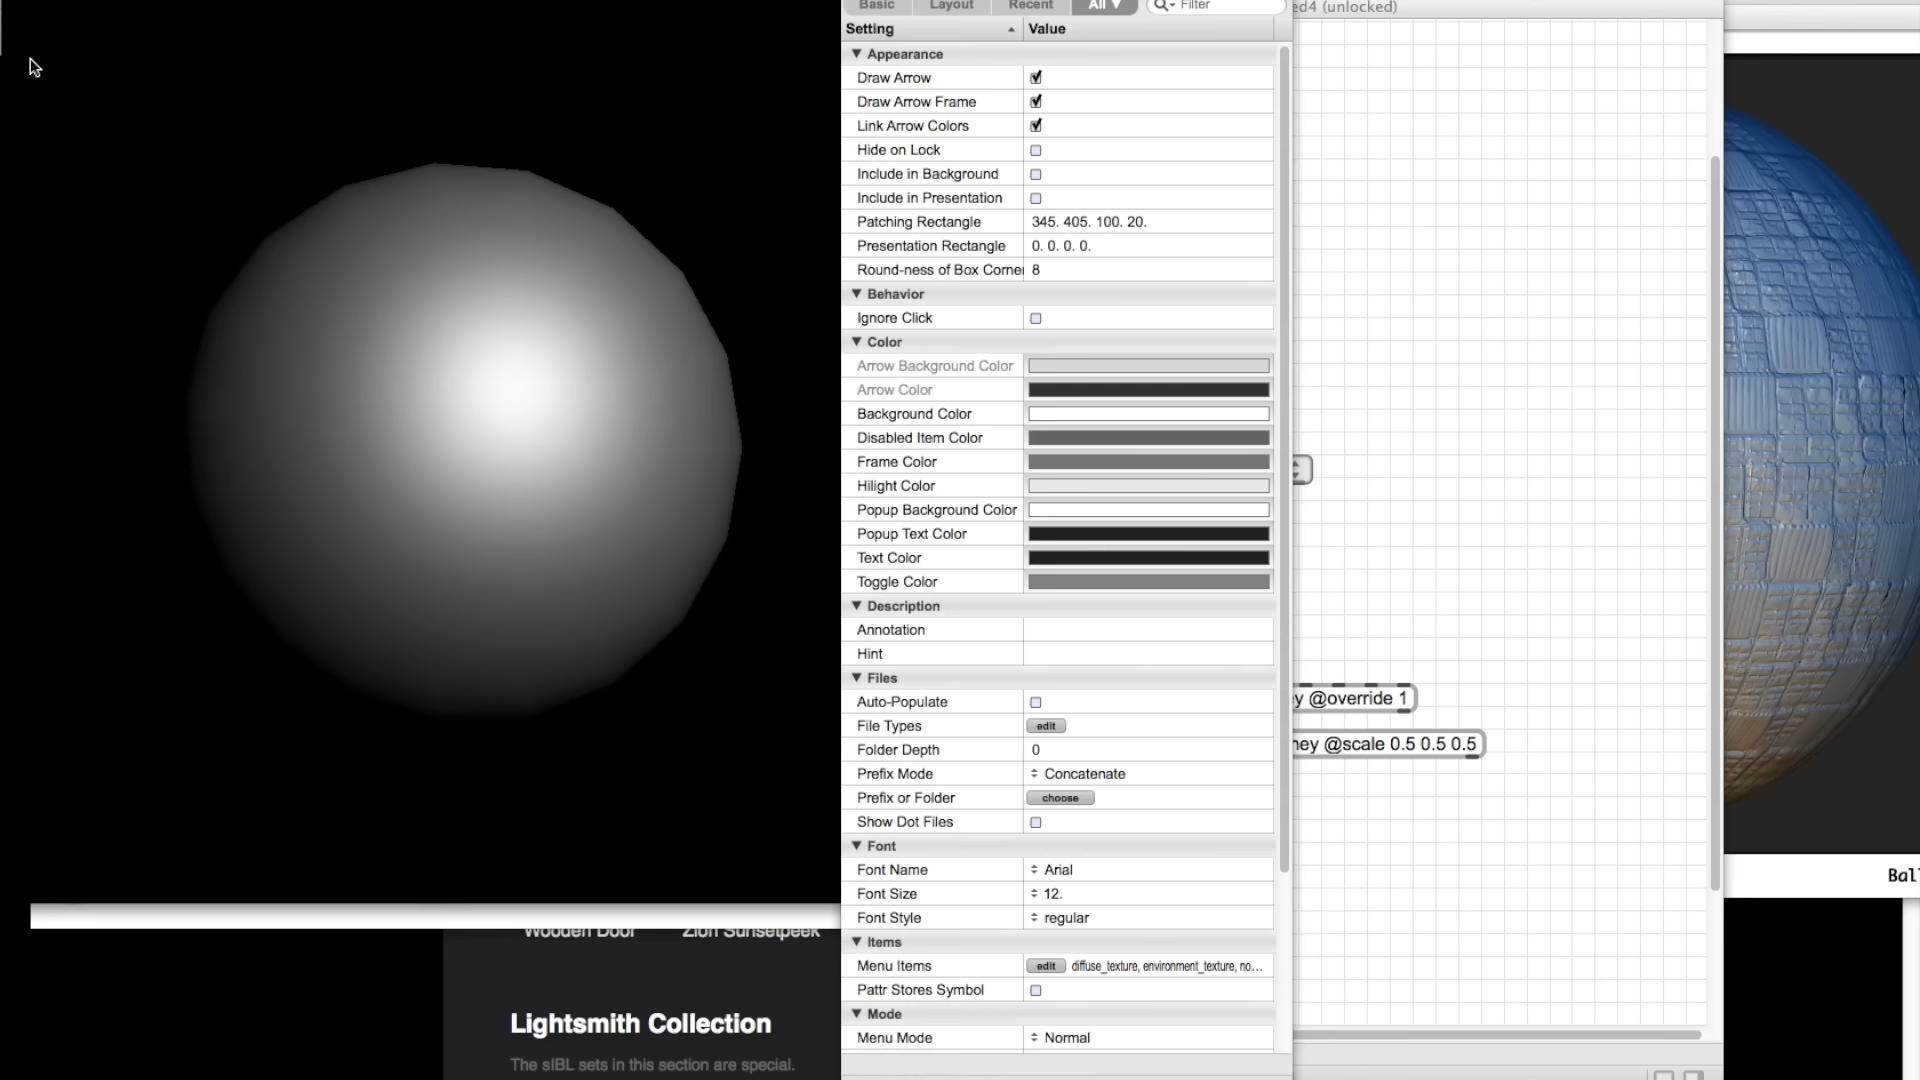 Basic Layout Recent All ▼ Filter
ed4 (unlocked)
Setting Value
Appearance
Draw Arrow
Draw Arrow Frame
Link Arrow Colors
Hide on Lock
Include in Background
Include in Presentation
Patching Rectangle 345. 405. 100. 20.
Presentation Rectangle 0. 0. 0. 0.
Round-ness of Box Corner 8
Behavior
Ignore Click
Color
Arrow Background Color
Arrow Color
Background Color
Disabled Item Color
Frame Color
Hilight Color
Popup Background Color
Popup Text Color
Text Color
Toggle Color
Description
Annotation
Hint
Files
Auto-Populate
File Types edit
Folder Depth 0
Prefix Mode Concatenate
Prefix or Folder choose
Show Dot Files
Font
Font Name Arial
Font Size 12.
Font Style regular
Items
Menu Items edit diffuse_texture, environment_texture, no...
Pattr Stores Symbol
Mode
Menu Mode Normal
ey @override 1
ney @scale 0.5 0.5 0.5
Ball
Wooden Door Zion Sunsetpeek
Lightsmith Collection
The sIBL sets in this section are special.